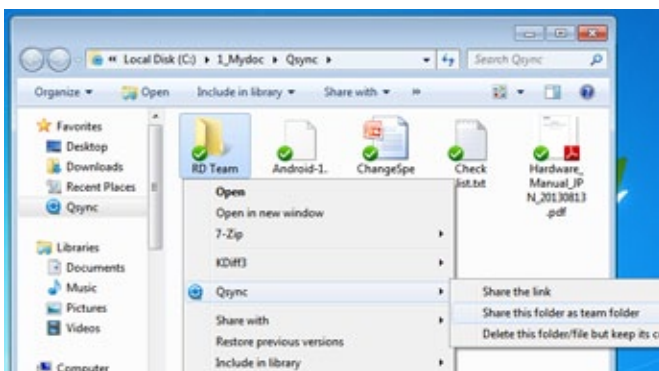 « Local Disk (C:) ▸ 1_Mydoc ▸ Qsync ▸
Search Qsync
Organize
Open
Include in library
Share with
»
Favorites
Desktop
Downloads
Recent Places
Qsync
Libraries
Documents
Music
Pictures
Videos
Computer
RD Team
Android-1.
ChangeSpe
Check
list.txt
Hardware_
Manual_JP
N_20130813
.pdf
Open
Open in new window
7-Zip
KDiff3
Qsync
Share with
Restore previous versions
Include in library
Share the link
Share this folder as team folder
Delete this folder/file but keep its c